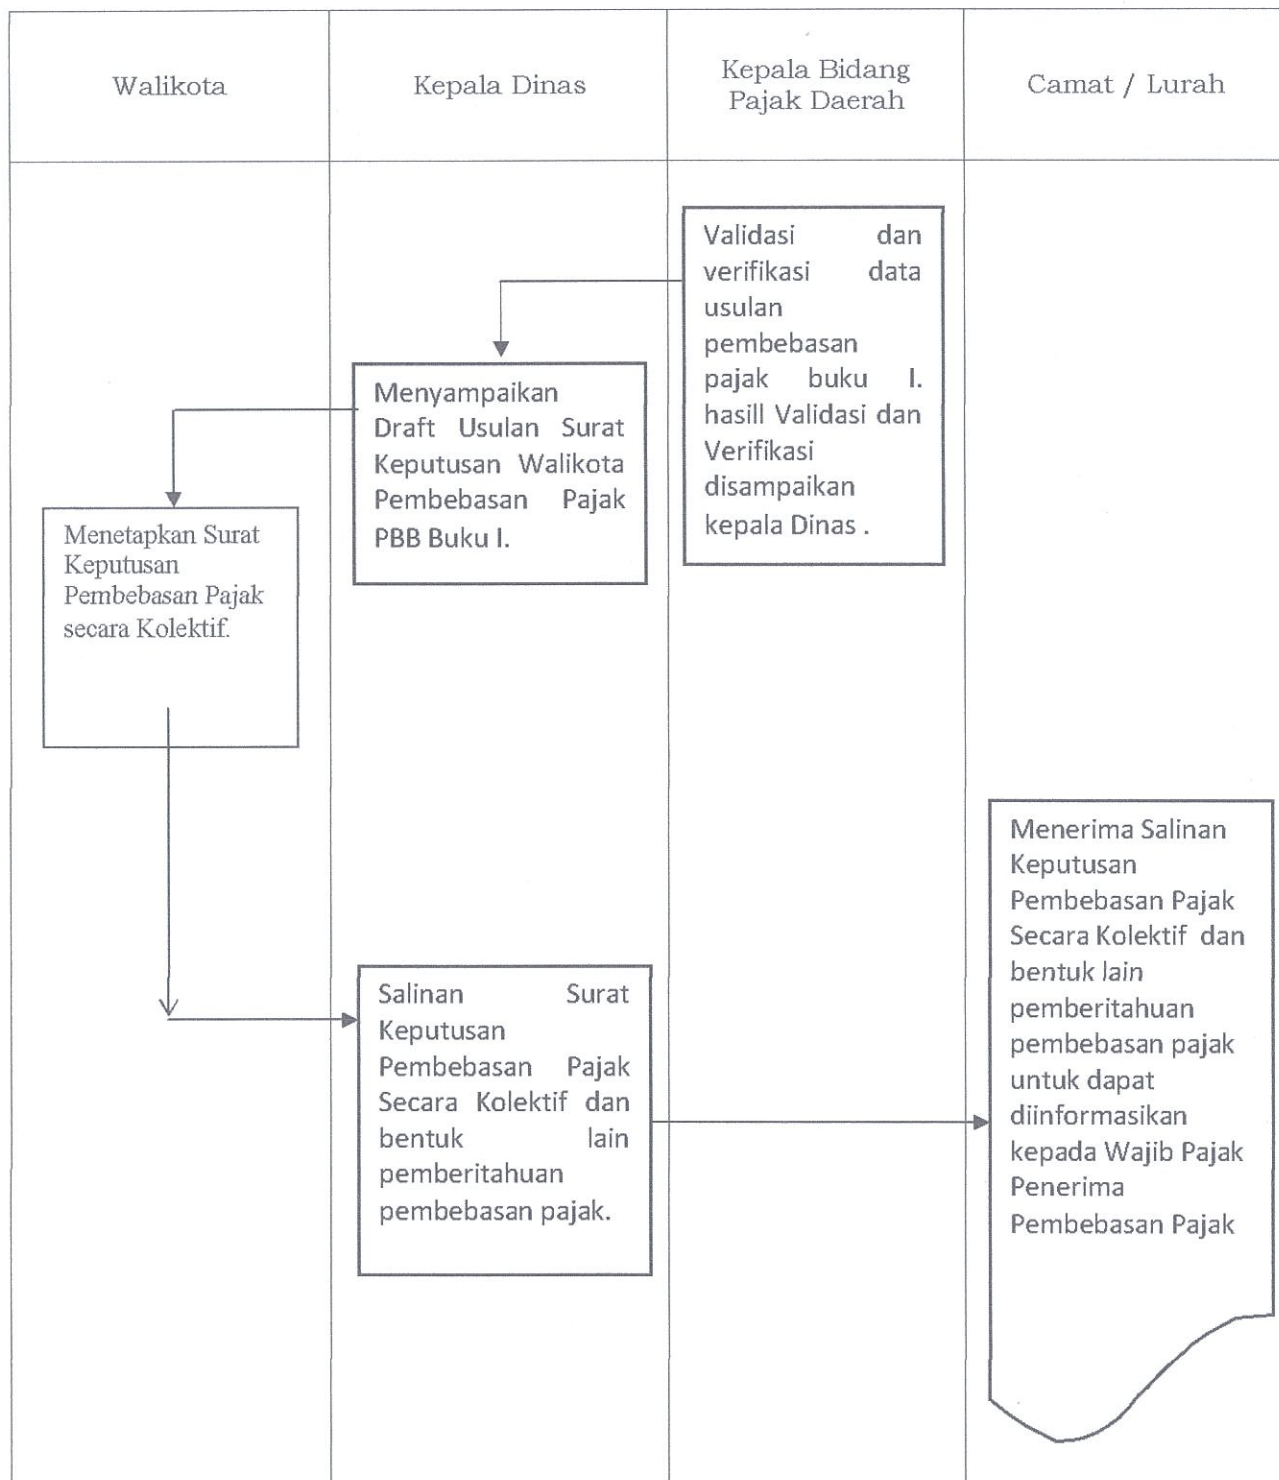 Walikota
Kepala Dinas
Kepala Bidang
Pajak Daerah
Camat / Lurah
Validasi dan
verifikasi data
usulan
pembebasan
pajak buku I.
hasill Validasi dan
Verifikasi
disampaikan
kepala Dinas .
Menyampaikan
Draft Usulan Surat
Keputusan Walikota
Pembebasan Pajak
PBB Buku I.
Menetapkan Surat
Keputusan
Pembebasan Pajak
secara Kolektif.
Salinan Surat
Keputusan
Pembebasan Pajak
Secara Kolektif dan
bentuk lain
pemberitahuan
pembebasan pajak.
Menerima Salinan
Keputusan
Pembebasan Pajak
Secara Kolektif dan
bentuk lain
pemberitahuan
pembebasan pajak
untuk dapat
diinformasikan
kepada Wajib Pajak
Penerima
Pembebasan Pajak